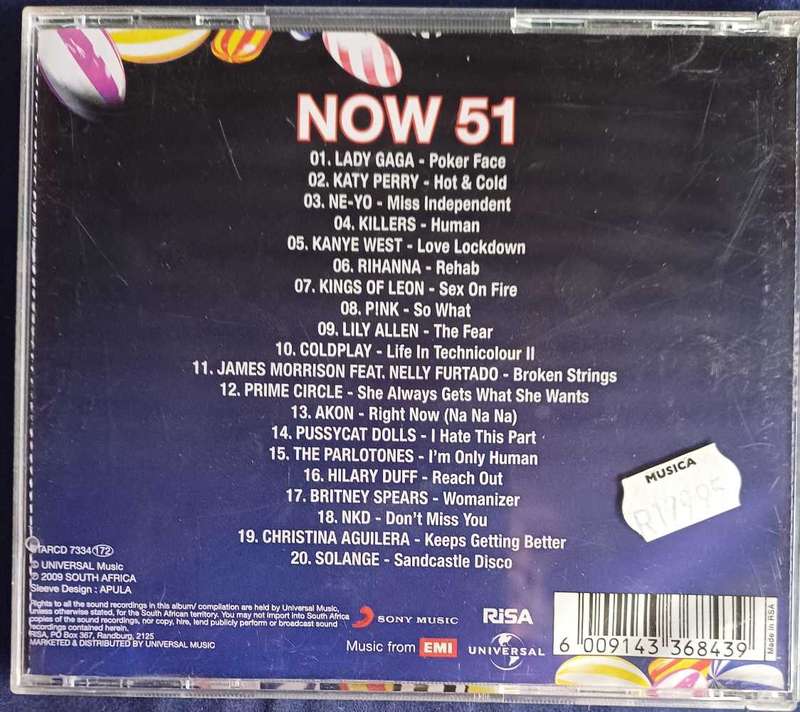 NOW 51
01. LADY GAGA - Poker Face
02. KATY PERRY - Hot & Cold
03. NE-YO - Miss Independent
04. KILLERS - Human
05. KANYE WEST - Love Lockdown
06. RIHANNA - Rehab
07. KINGS OF LEON - Sex On Fire
08. P!NK - So What
09. LILY ALLEN - The Fear
10. COLDPLAY - Life In Technicolour II
11. JAMES MORRISON FEAT. NELLY FURTADO - Broken Strings
12. PRIME CIRCLE - She Always Gets What She Wants
13. AKON - Right Now (Na Na Na)
14. PUSSYCAT DOLLS - I Hate This Part
15. THE PARLOTONES - I'm Only Human
16. HILARY DUFF - Reach Out
17. BRITNEY SPEARS - Womanizer
18. NKD - Don't Miss You
19. CHRISTINA AGUILERA - Keeps Getting Better
20. SOLANGE - Sandcastle Disco
MUSICA
R179.95
STARCD 7334 172
© UNIVERSAL Music
℗ 2009 SOUTH AFRICA
Sleeve Design : APULA
Rights to all the sound recordings in this album/ compilation are held by Universal Music,
unless otherwise stated, for the South African territory. You may not import into South Africa
copies of the sound recordings, nor copy, hire, lend publicly perform or broadcast sound
recordings contained herein.
RISA, PO Box 367, Randburg, 2125
MARKETED & DISTRIBUTED BY UNIVERSAL MUSIC
SONY MUSIC
RiSA
Music from EMI
UNIVERSAL
6 009143 368439
Made in RSA